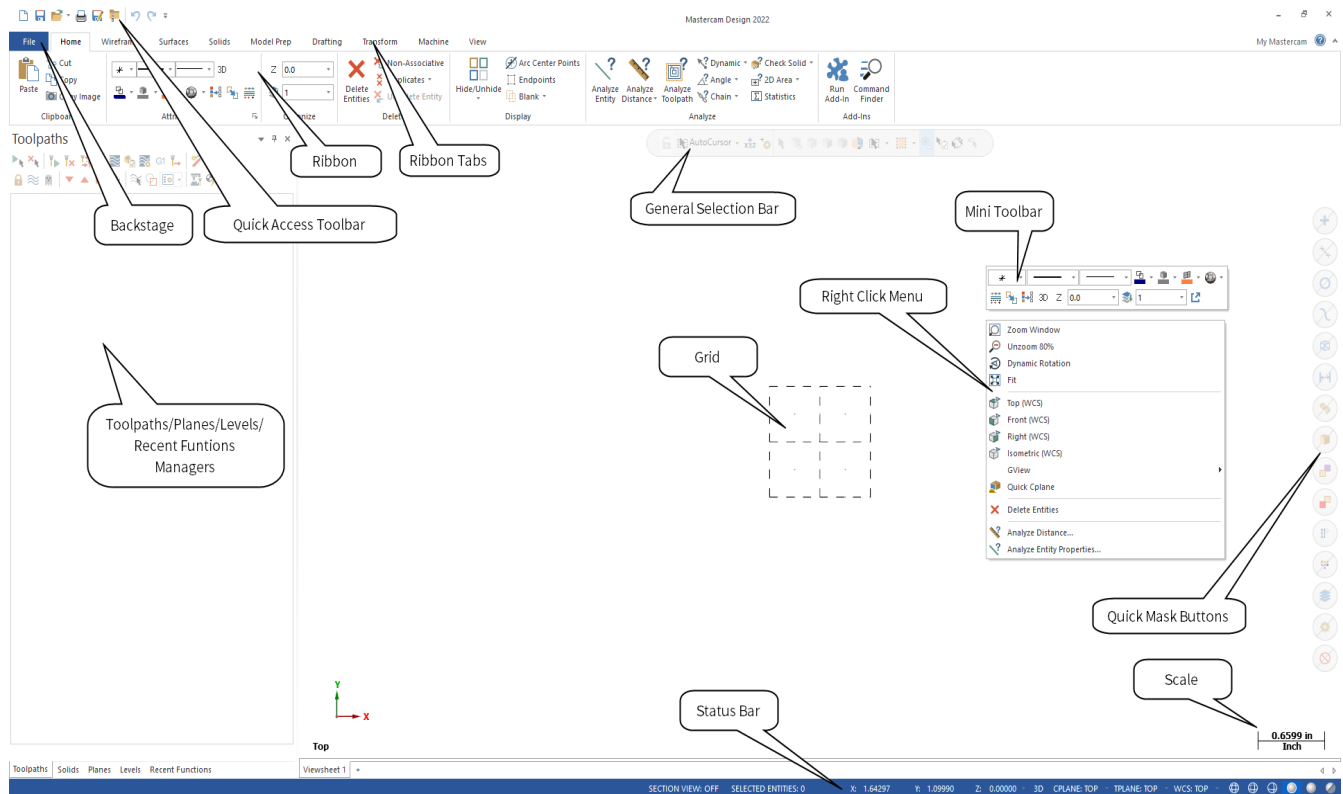 Mastercam Design 2022
File Home Wirefram Surfaces Solids Model Prep Drafting Transform Machine View My Mastercam
Paste
Cut
Copy
Copy Image
Clipboard
3D
Attri
Z 0.0
1
Delete Entities
Non-Associative
Entity
Delet
Hide/Unhide
Arc Center Points
Endpoints
Blank
Display
Analyze Entity
Analyze Distance
Analyze Toolpath
Dynamic
Angle
Chain
Check Solid
2D Area
Statistics
Analyze
Run Add-In
Command Finder
Add-Ins
Toolpaths
G1
AutoCursor
Ribbon
Ribbon Tabs
Backstage
Quick Access Toolbar
General Selection Bar
Mini Toolbar
3D Z 0.0 1
Right Click Menu
Zoom Window
Unzoom 80%
Dynamic Rotation
Fit
Top (WCS)
Front (WCS)
Right (WCS)
Isometric (WCS)
GView
Quick Cplane
Delete Entities
Analyze Distance...
Analyze Entity Properties...
Grid
Toolpaths/Planes/Levels/
Recent Funtions
Managers
Quick Mask Buttons
Scale
Status Bar
Y
X
Top
0.6599 in
Inch
Toolpaths Solids Planes Levels Recent Functions
Viewsheet 1 +
SECTION VIEW: OFF SELECTED ENTITIES: 0 X: 1.64297 Y: 1.09990 Z: 0.00000 3D CPLANE: TOP TPLANE: TOP WCS: TOP